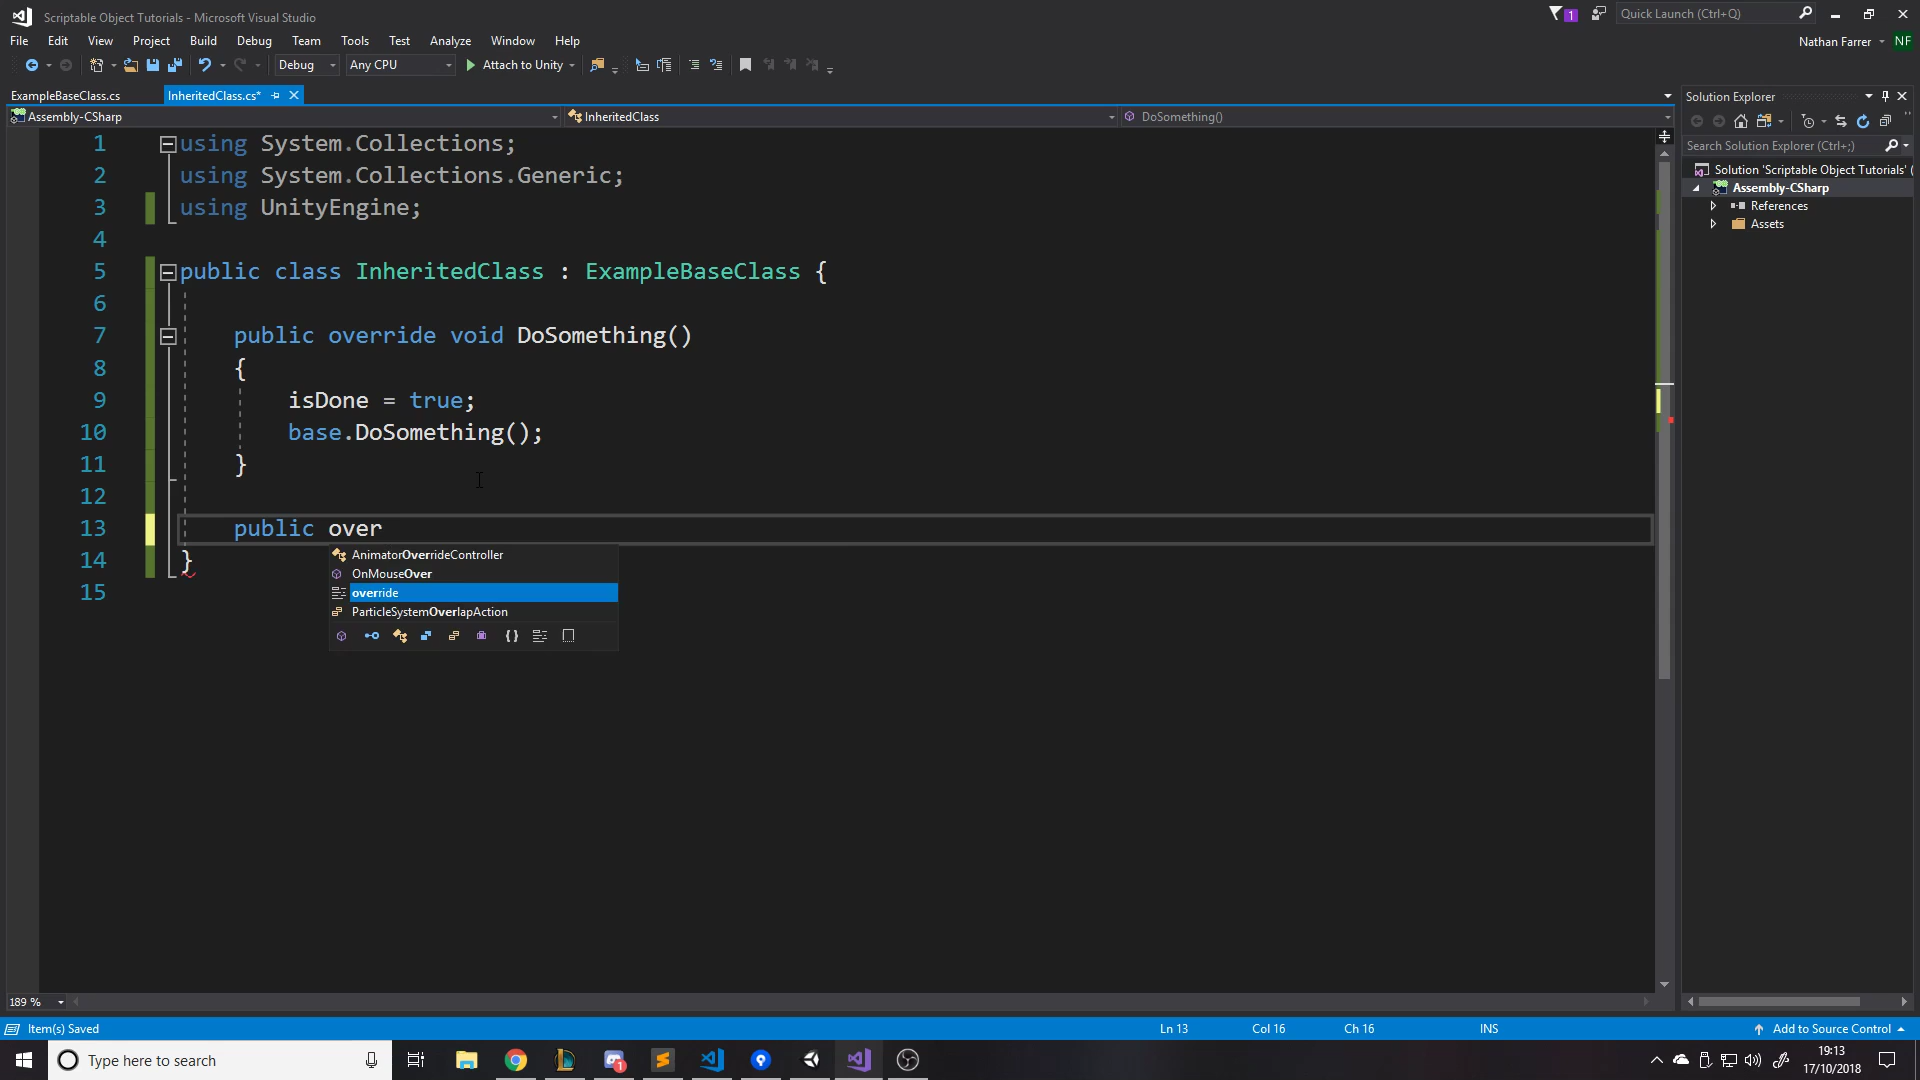 Scriptable Object Tutorials - Microsoft Visual Studio
1
Quick Launch (Ctrl+Q)
File Edit View Project Build Debug Team Tools Test Analyze Window Help
Nathan Farrer NF
Debug Any CPU Attach to Unity
ExampleBaseClass.cs InheritedClass.cs*
Assembly-CSharp InheritedClass DoSomething()
1 using System.Collections;
2 using System.Collections.Generic;
3 using UnityEngine;
4
5 public class InheritedClass : ExampleBaseClass {
6
7 public override void DoSomething()
8 {
9 isDone = true;
10 base.DoSomething();
11 }
12
13 public over
14 }
15
AnimatorOverrideController
OnMouseOver
override
ParticleSystemOverlapAction
Solution Explorer
Search Solution Explorer (Ctrl+;)
Solution 'Scriptable Object Tutorials' (
Assembly-CSharp
References
Assets
189 %
Item(s) Saved Ln 13 Col 16 Ch 16 INS Add to Source Control
Type here to search
1
19:13
17/10/2018